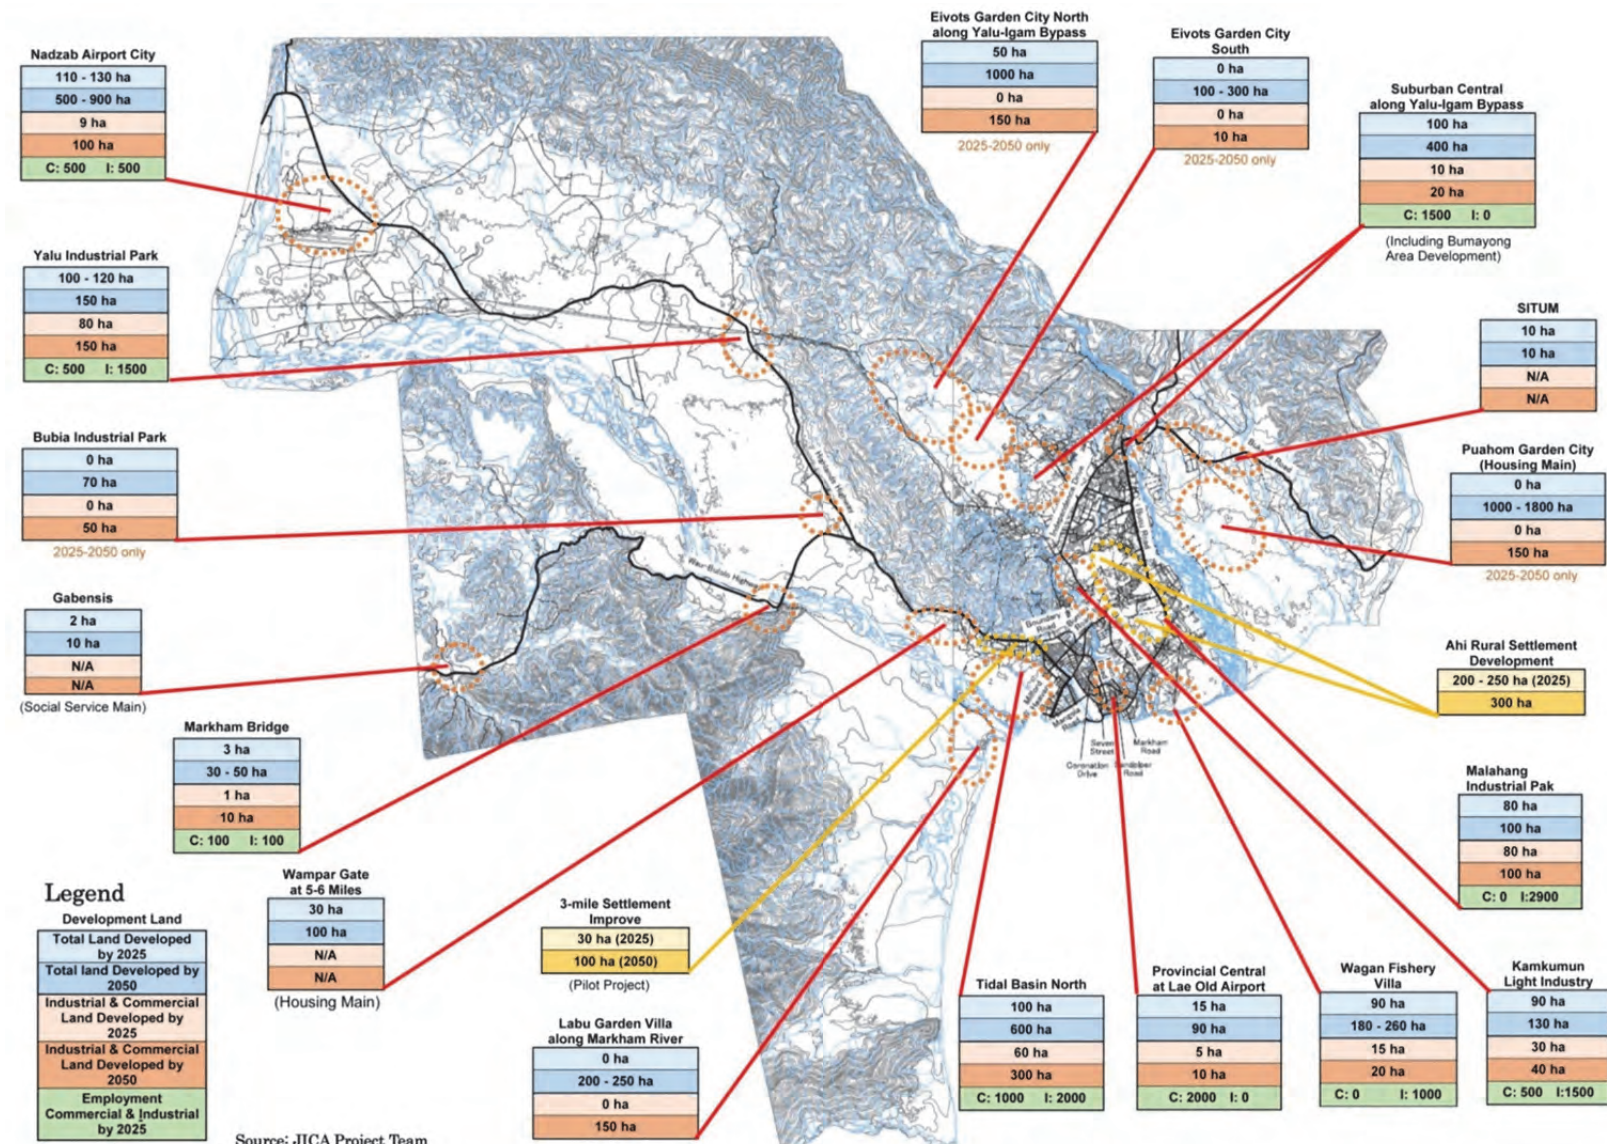 Nadzab Airport City
110 - 130 ha
500 - 900 ha
9 ha
100 ha
C: 500 I: 500
Yalu Industrial Park
100 - 120 ha
150 ha
80 ha
150 ha
C: 500 I: 1500
Bubia Industrial Park
0 ha
70 ha
0 ha
50 ha
2025-2050 only
Gabensis
2 ha
10 ha
N/A
N/A
(Social Service Main)
Markham Bridge
3 ha
30 - 50 ha
1 ha
10 ha
C: 100 I: 100
Wampar Gate
at 5-6 Miles
30 ha
100 ha
N/A
N/A
(Housing Main)
3-mile Settlement
Improve
30 ha (2025)
100 ha (2050)
(Pilot Project)
Labu Garden Villa
along Markham River
0 ha
200 - 250 ha
0 ha
150 ha
Eivots Garden City North
along Yalu-Igam Bypass
50 ha
1000 ha
0 ha
150 ha
2025-2050 only
Eivots Garden City
South
0 ha
100 - 300 ha
0 ha
10 ha
2025-2050 only
Suburban Central
along Yalu-Igam Bypass
100 ha
400 ha
10 ha
20 ha
C: 1500 I: 0
(Including Bumayong
Area Development)
SITUM
10 ha
10 ha
N/A
N/A
Puahom Garden City
(Housing Main)
0 ha
1000 - 1800 ha
0 ha
150 ha
2025-2050 only
Ahi Rural Settlement
Development
200 - 250 ha (2025)
300 ha
Malahang
Industrial Pak
80 ha
100 ha
80 ha
100 ha
C: 0 I:2900
Tidal Basin North
100 ha
600 ha
60 ha
300 ha
C: 1000 I: 2000
Provincial Central
at Lae Old Airport
15 ha
90 ha
5 ha
10 ha
C: 2000 I: 0
Wagan Fishery
Villa
90 ha
180 - 260 ha
15 ha
20 ha
C: 0 I: 1000
Kamkumun
Light Industry
90 ha
130 ha
30 ha
40 ha
C: 500 I:1500
Boundary
Road
Seven
Street
Markham
Road
Coronation
Drive
Road
Legend
Development Land
Total Land Developed
by 2025
Total land Developed by
2050
Industrial & Commercial
Land Developed by
2025
Industrial & Commercial
Land Developed by
2050
Employment
Commercial & Industrial
by 2025
Source: JICA Project Team